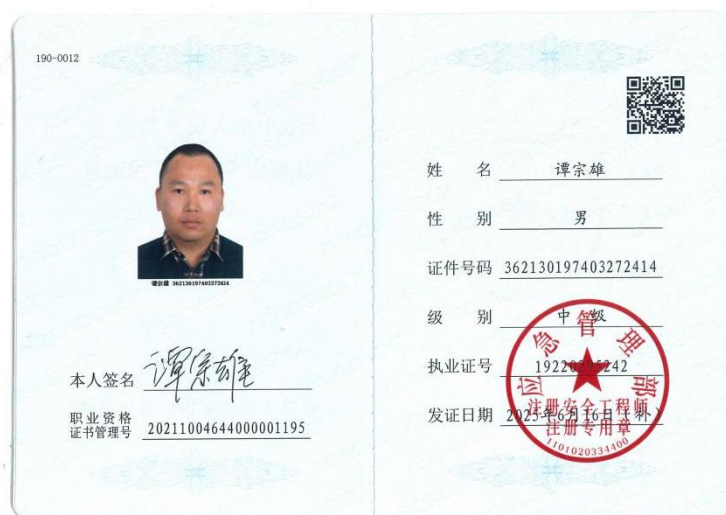 190-0012
谭宗雄 362130197403272414
本人签名 谭宗雄
职业资格
证书管理号 20211004644000001195
姓 名 谭宗雄
性 别 男
证件号码 362130197403272414
级 别 中 级
执业证号 19220295242
发证日期 2025年6月16日（补）
应急管理部
注册安全工程师
注册专用章
1101020334400